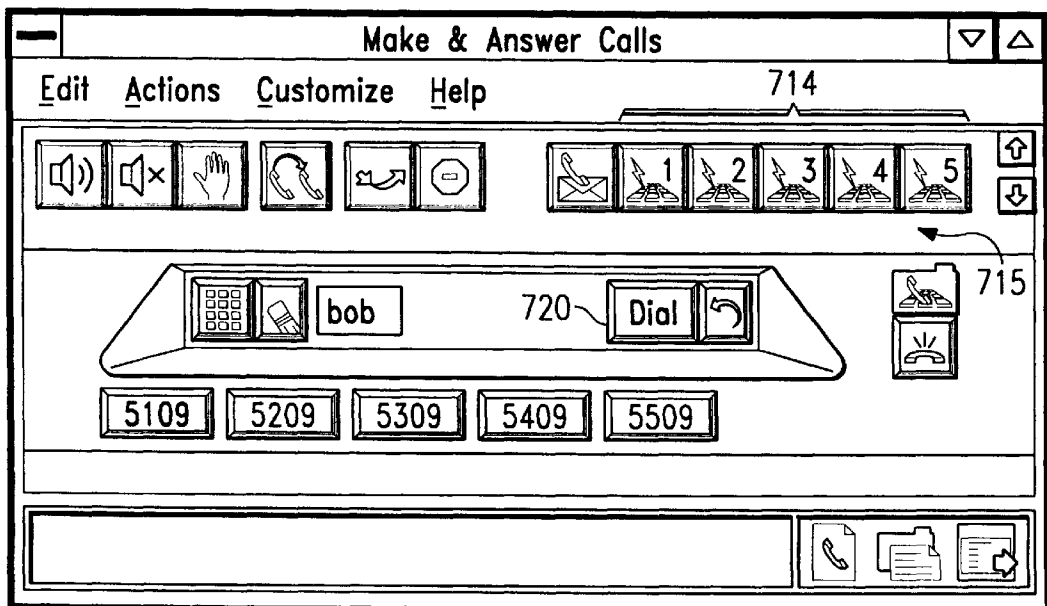 Make & Answer Calls
Edit Actions Customize Help
714
1 2 3 4 5
715
bob
720
Dial
5109 5209 5309 5409 5509